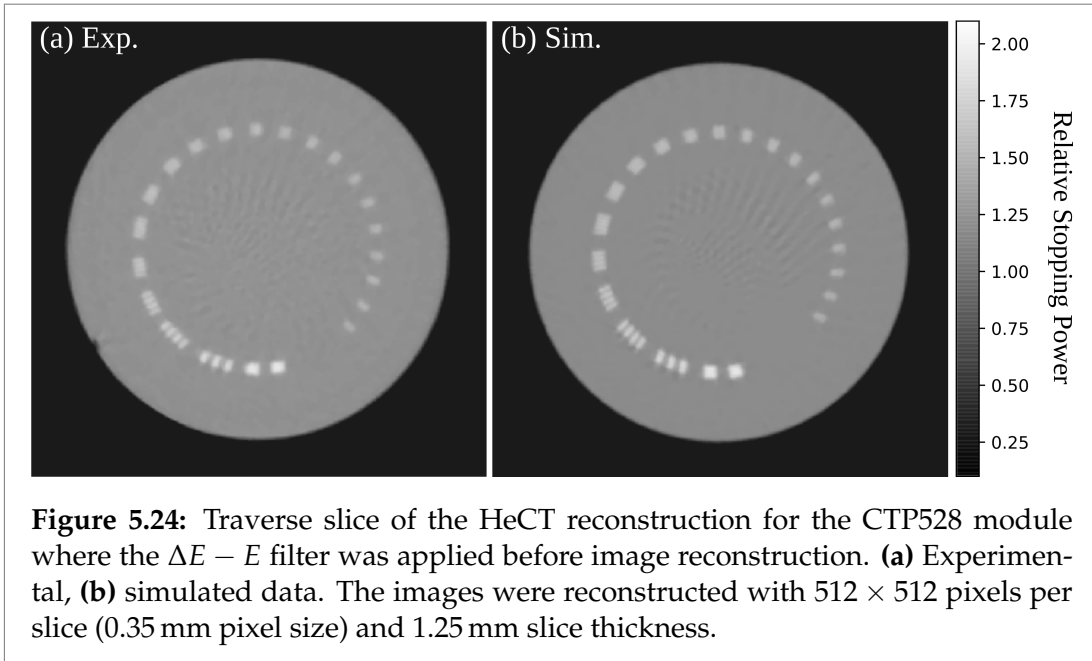 (a) Exp.
(b) Sim.
2.00
1.75
1.50
1.25
1.00
0.75
0.50
0.25
Relative Stopping Power
Figure 5.24: Traverse slice of the HeCT reconstruction for the CTP528 module
where the ΔE − E filter was applied before image reconstruction. (a) Experimen-
tal, (b) simulated data. The images were reconstructed with 512 × 512 pixels per
slice (0.35 mm pixel size) and 1.25 mm slice thickness.